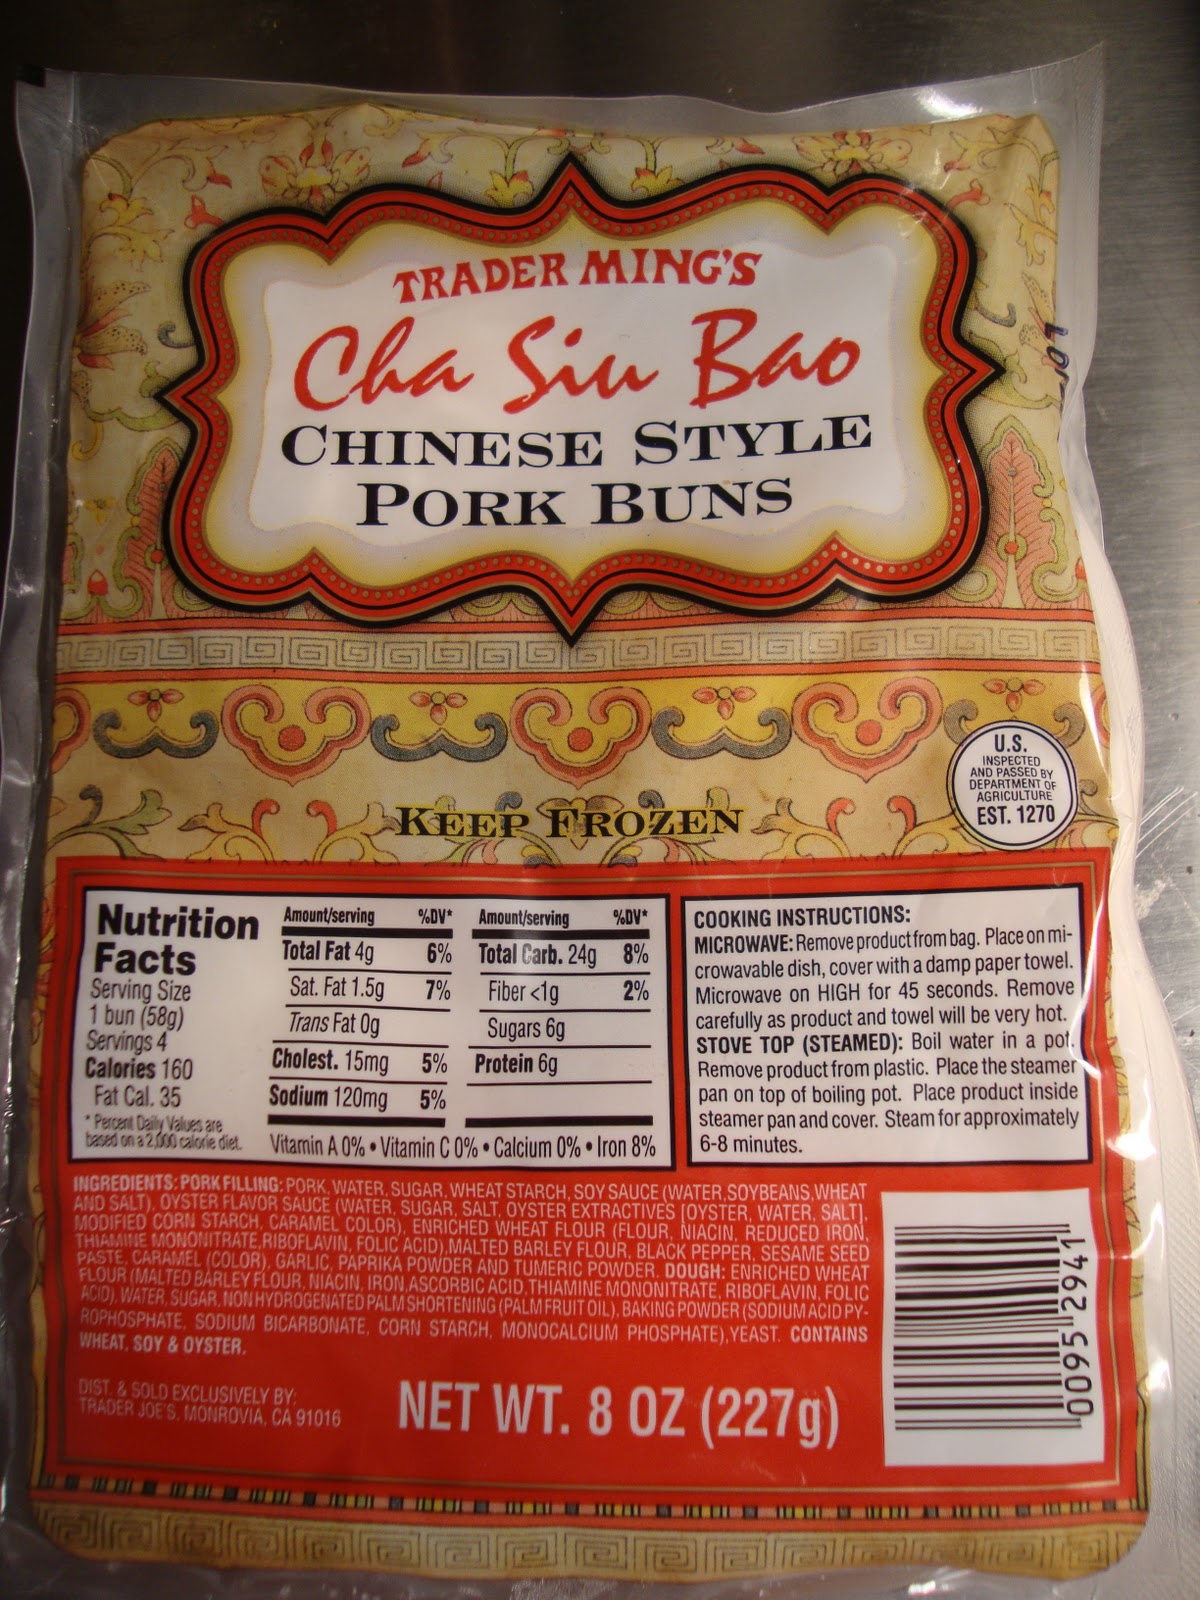 TRADER MING'S
Cha Siu Bao
CHINESE STYLE
PORK BUNS
U.S.
INSPECTED
AND PASSED BY
DEPARTMENT OF
AGRICULTURE
EST. 1270
KEEP FROZEN
Nutrition
Facts
Serving Size
1 bun (58g)
Servings 4
Calories 160
Fat Cal. 35
* Percent Daily Values are
based on a 2,000 calorie diet.
Amount/serving %DV*
Total Fat 4g 6%
Sat. Fat 1.5g 7%
Trans Fat 0g
Cholest. 15mg 5%
Sodium 120mg 5%
Amount/serving %DV*
Total Carb. 24g 8%
Fiber <1g 2%
Sugars 6g
Protein 6g
Vitamin A 0% • Vitamin C 0% • Calcium 0% • Iron 8%
COOKING INSTRUCTIONS:
MICROWAVE: Remove product from bag. Place on mi-
crowavable dish, cover with a damp paper towel.
Microwave on HIGH for 45 seconds. Remove
carefully as product and towel will be very hot.
STOVE TOP (STEAMED): Boil water in a pot.
Remove product from plastic. Place the steamer
pan on top of boiling pot. Place product inside
steamer pan and cover. Steam for approximately
6-8 minutes.
INGREDIENTS: PORK FILLING: PORK, WATER, SUGAR, WHEAT STARCH, SOY SAUCE (WATER, SOYBEANS, WHEAT
AND SALT), OYSTER FLAVOR SAUCE (WATER, SUGAR, SALT, OYSTER EXTRACTIVES [OYSTER, WATER, SALT],
MODIFIED CORN STARCH, CARAMEL COLOR), ENRICHED WHEAT FLOUR (FLOUR, NIACIN, REDUCED IRON,
THIAMINE MONONITRATE, RIBOFLAVIN, FOLIC ACID), MALTED BARLEY FLOUR, BLACK PEPPER, SESAME SEED
PASTE, CARAMEL (COLOR), GARLIC, PAPRIKA POWDER AND TUMERIC POWDER. DOUGH: ENRICHED WHEAT
FLOUR (MALTED BARLEY FLOUR, NIACIN, IRON, ASCORBIC ACID, THIAMINE MONONITRATE, RIBOFLAVIN, FOLIC
ACID), WATER, SUGAR, NON HYDROGENATED PALM SHORTENING (PALM FRUIT OIL), BAKING POWDER (SODIUM ACID PY-
ROPHOSPHATE, SODIUM BICARBONATE, CORN STARCH, MONOCALCIUM PHOSPHATE), YEAST. CONTAINS
WHEAT, SOY & OYSTER.
DIST. & SOLD EXCLUSIVELY BY:
TRADER JOE'S, MONROVIA, CA 91016
NET WT. 8 OZ (227g)
0095 2941